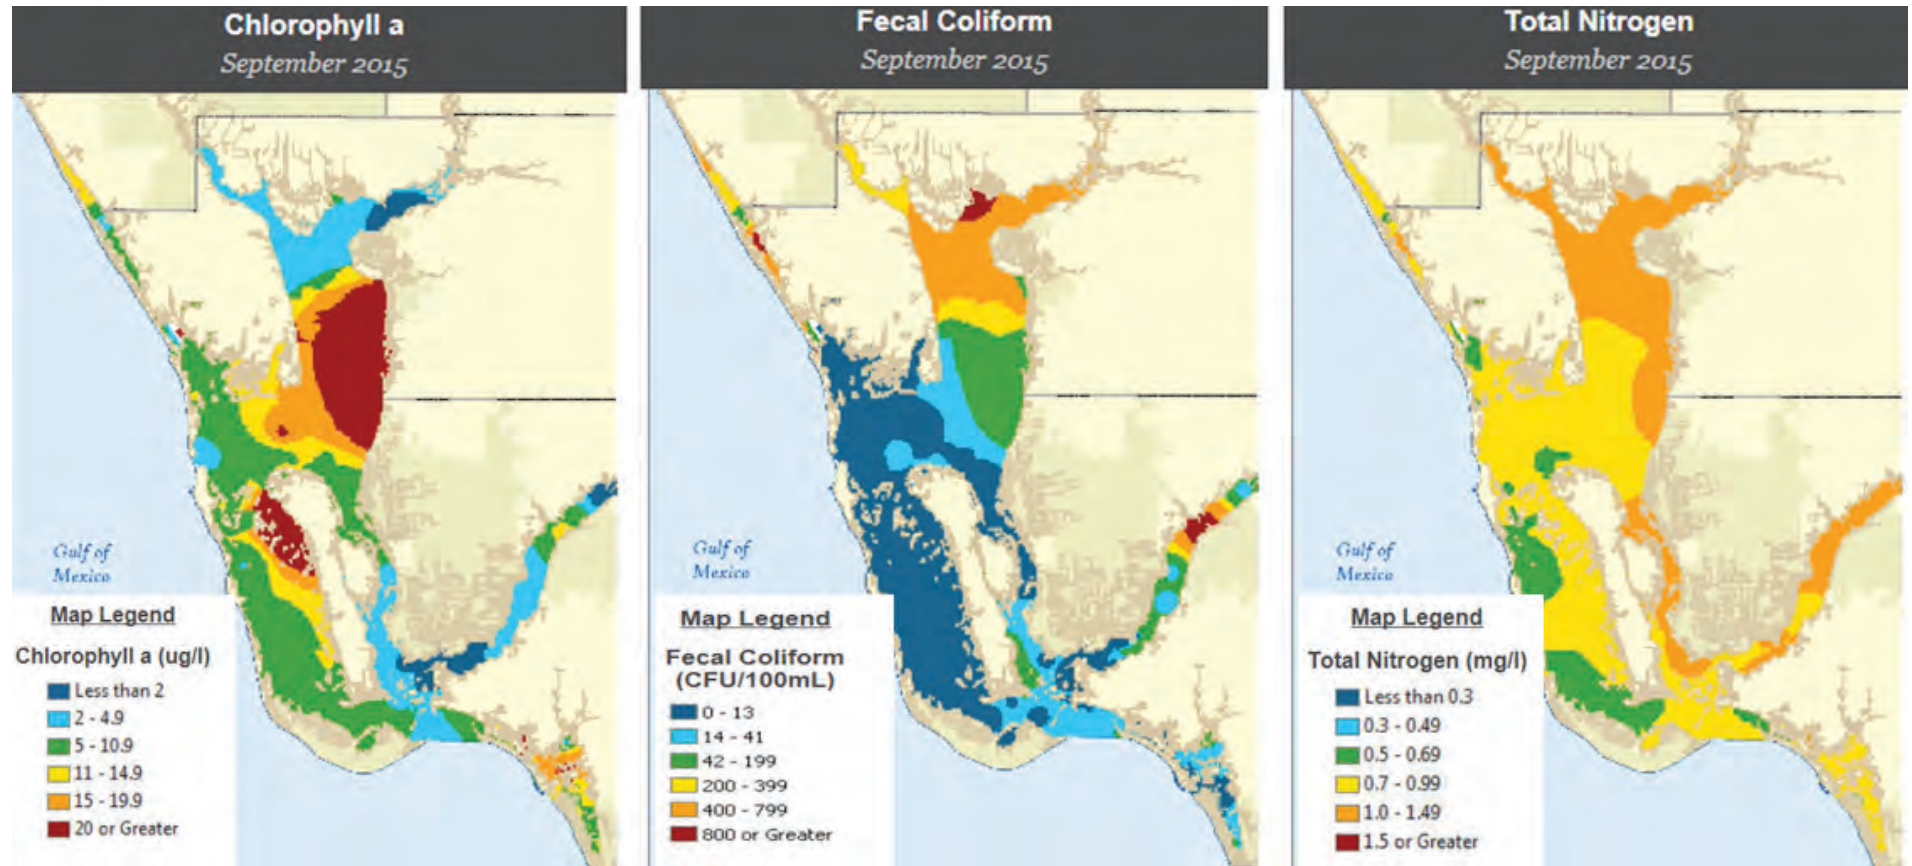 Chlorophyll a
September 2015
Gulf of
Mexico
Map Legend
Chlorophyll a (ug/l)
Less than 2
2 - 4.9
5 - 10.9
11 - 14.9
15 - 19.9
20 or Greater
Fecal Coliform
September 2015
Gulf of
Mexico
Map Legend
Fecal Coliform
(CFU/100mL)
0 - 13
14 - 41
42 - 199
200 - 399
400 - 799
800 or Greater
Total Nitrogen
September 2015
Gulf of
Mexico
Map Legend
Total Nitrogen (mg/l)
Less than 0.3
0.3 - 0.49
0.5 - 0.69
0.7 - 0.99
1.0 - 1.49
1.5 or Greater